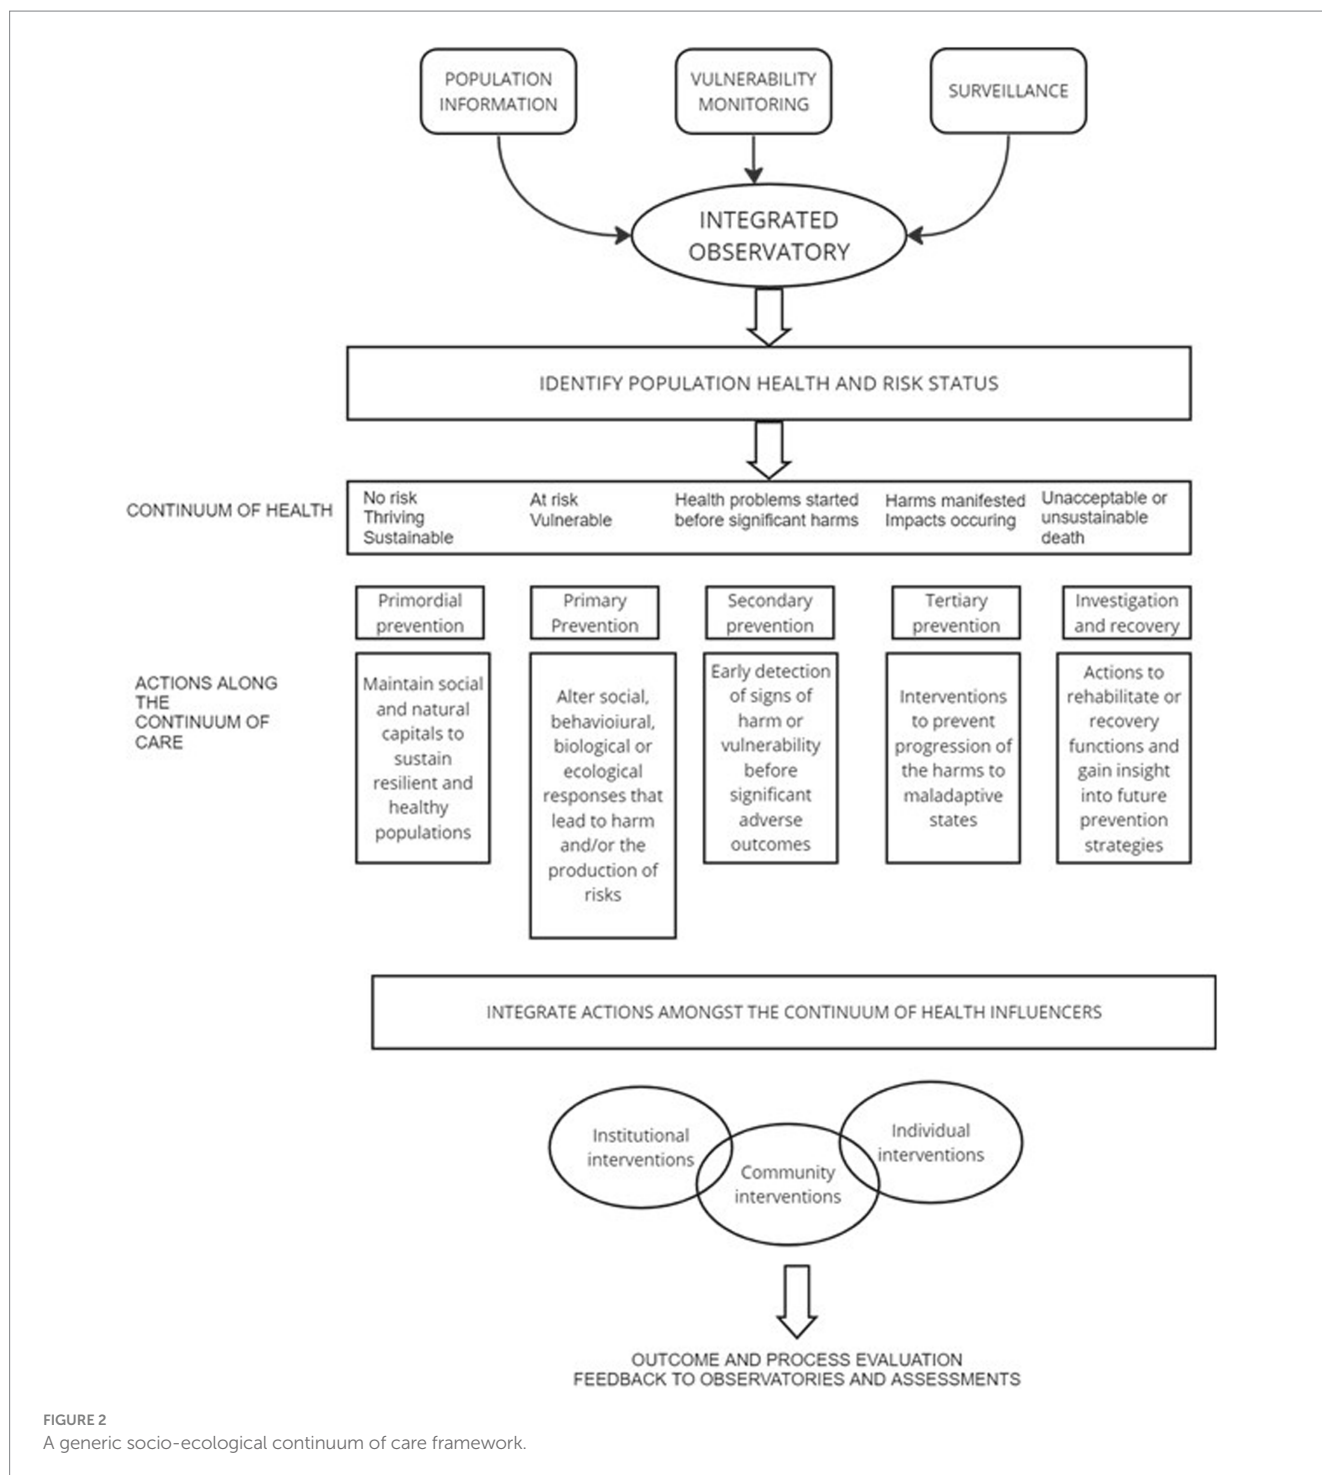 POPULATION
INFORMATION
VULNERABILITY
MONITORING
SURVEILLANCE
INTEGRATED
OBSERVATORY
IDENTIFY POPULATION HEALTH AND RISK STATUS
CONTINUUM OF HEALTH
No risk
Thriving
Sustainable
At risk
Vulnerable
Health problems started
before significant harms
Harms manifested
Impacts occuring
Unacceptable or
unsustainable
death
Primordial
prevention
Primary
Prevention
Secondary
prevention
Tertiary
prevention
Investigation
and recovery
ACTIONS ALONG
THE
CONTINUUM OF
CARE
Maintain social
and natural
capitals to
sustain
resilient and
healthy
populations
Alter social,
behavioiural,
biological or
ecological
responses that
lead to harm
and/or the
production of
risks
Early detection
of signs of
harm or
vulnerability
before
significant
adverse
outcomes
Interventions
to prevent
progression of
the harms to
maladaptive
states
Actions to
rehabilitate or
recovery
functions and
gain insight
into future
prevention
strategies
INTEGRATE ACTIONS AMONGST THE CONTINUUM OF HEALTH INFLUENCERS
Institutional
interventions
Community
interventions
Individual
interventions
OUTCOME AND PROCESS EVALUATION
FEEDBACK TO OBSERVATORIES AND ASSESSMENTS
FIGURE 2
A generic socio-ecological continuum of care framework.